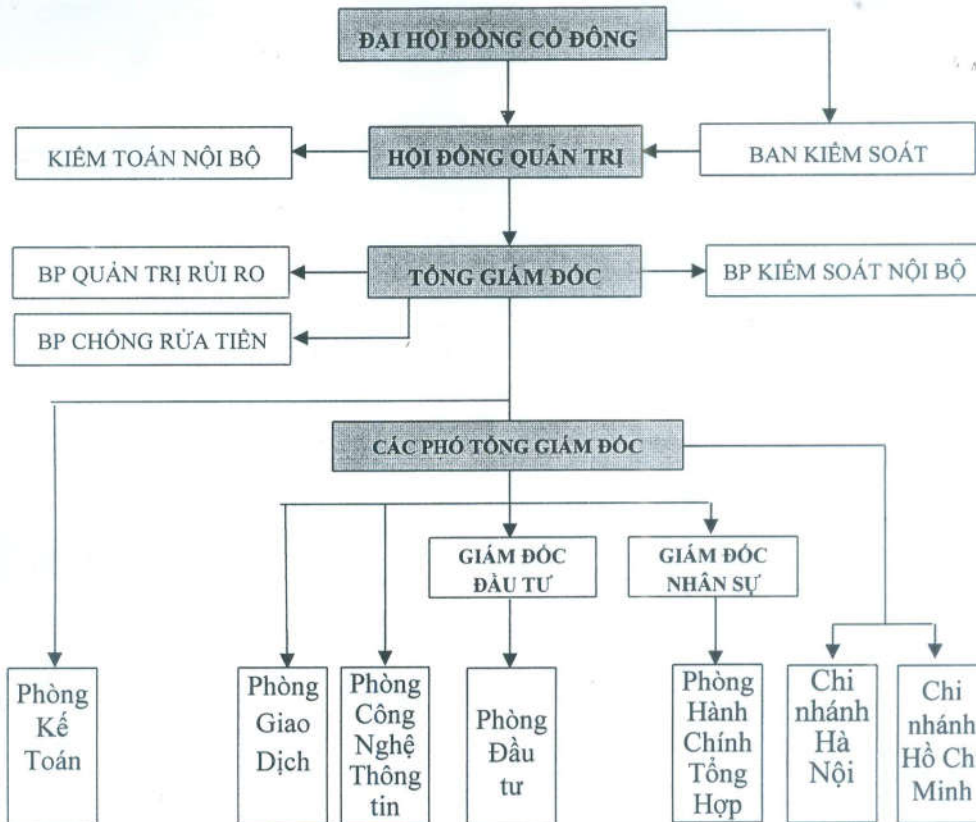 ĐẠI HỘI ĐỒNG CỔ ĐÔNG
KIỂM TOÁN NỘI BỘ
HỘI ĐỒNG QUẢN TRỊ
BAN KIỂM SOÁT
BP QUẢN TRỊ RỦI RO
TỔNG GIÁM ĐỐC
BP KIỂM SOÁT NỘI BỘ
BP CHỐNG RỬA TIỀN
CÁC PHÓ TỔNG GIÁM ĐỐC
GIÁM ĐỐC
ĐẦU TƯ
GIÁM ĐỐC
NHÂN SỰ
Phòng
Kế
Toán
Phòng
Giao
Dịch
Phòng
Công
Nghệ
Thông
tin
Phòng
Đầu
tư
Phòng
Hành
Chính
Tổng
Hợp
Chi
nhánh
Hà
Nội
Chi
nhánh
Hồ Ch
Minh